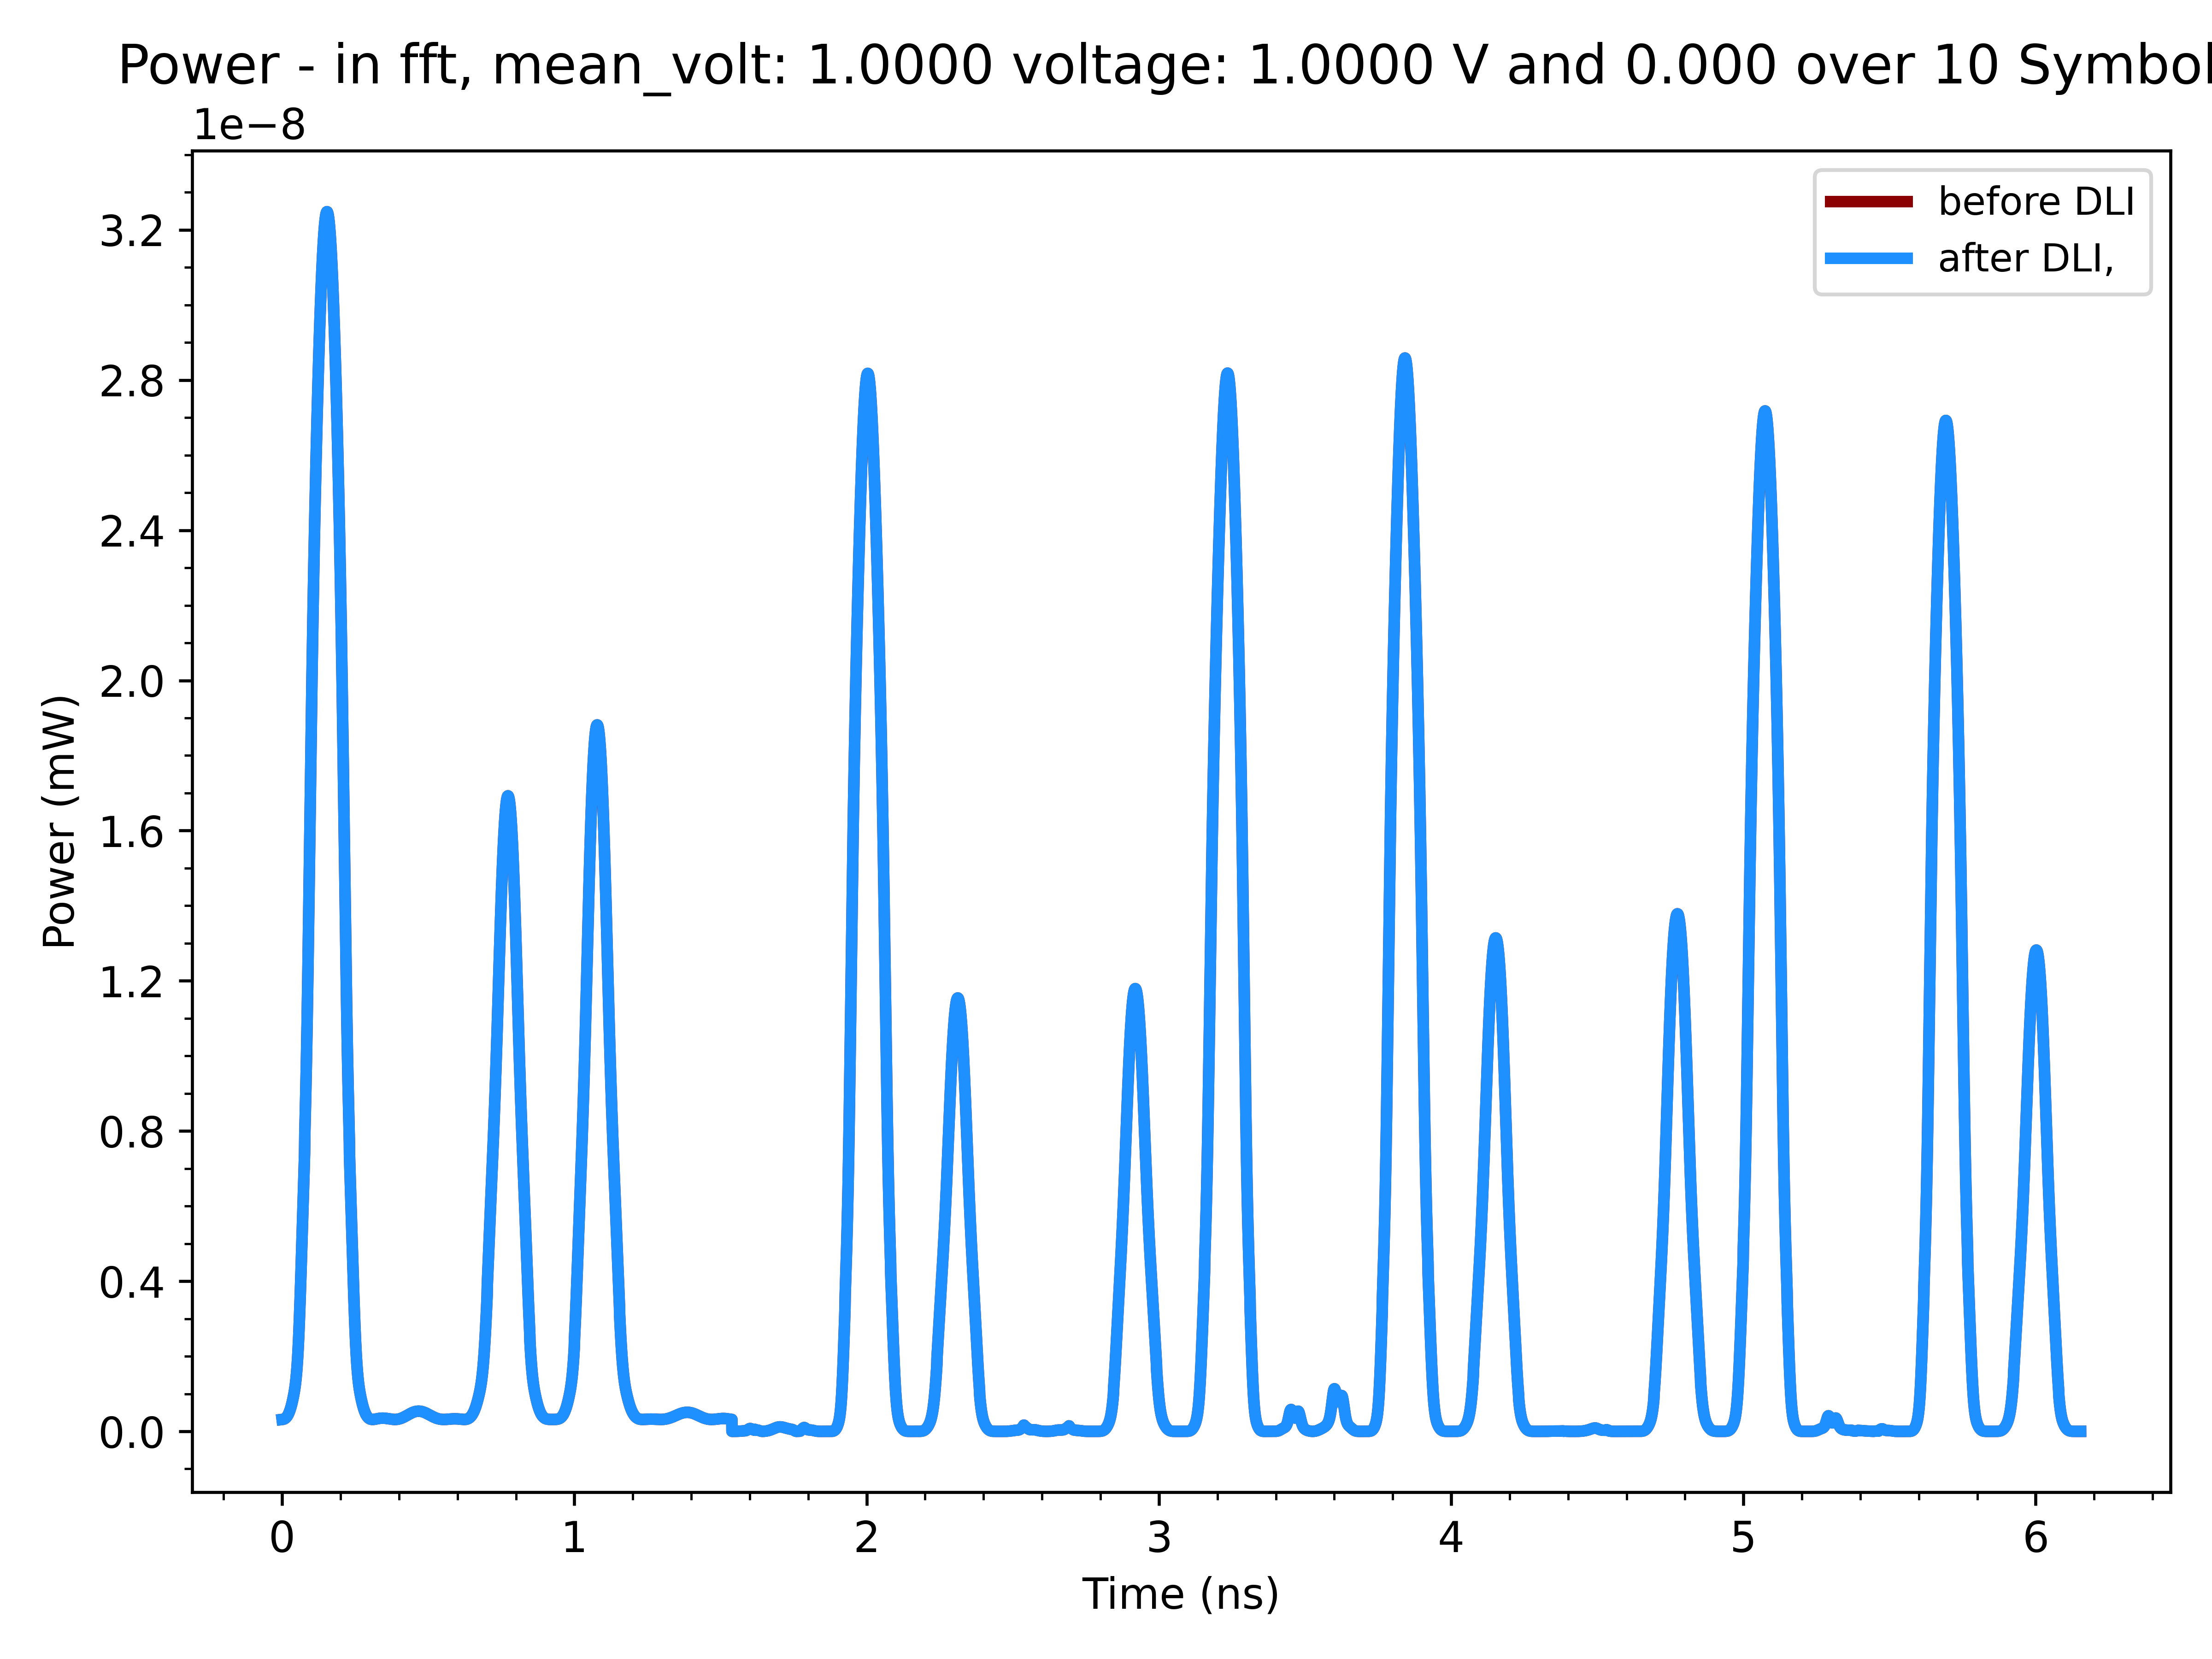 Power - in fft, mean_volt: 1.0000 voltage: 1.0000 V and 0.000 over 10 Symbol
1e−8
before DLI
after DLI,
3.2
2.8
2.4
2.0
1.6
1.2
0.8
0.4
0.0
Power (mW)
0 1 2 3 4 5 6
Time (ns)